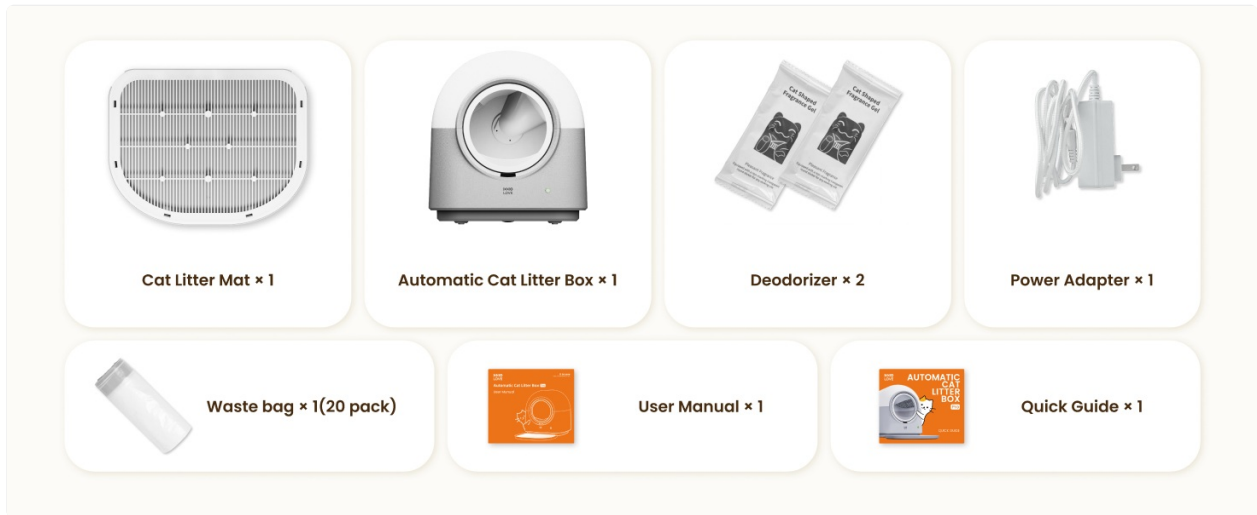 Cat Shaped
Fragrance Gel
Cat Shaped
Fragrance Gel
Cat Litter Mat × 1
Automatic Cat Litter Box × 1
Deodorizer × 2
Power Adapter × 1
Waste bag × 1(20 pack)
Automatic Cat Litter Box
User Manual
User Manual × 1
AUTOMATIC
CAT
LITTER
BOX
Quick Guide × 1